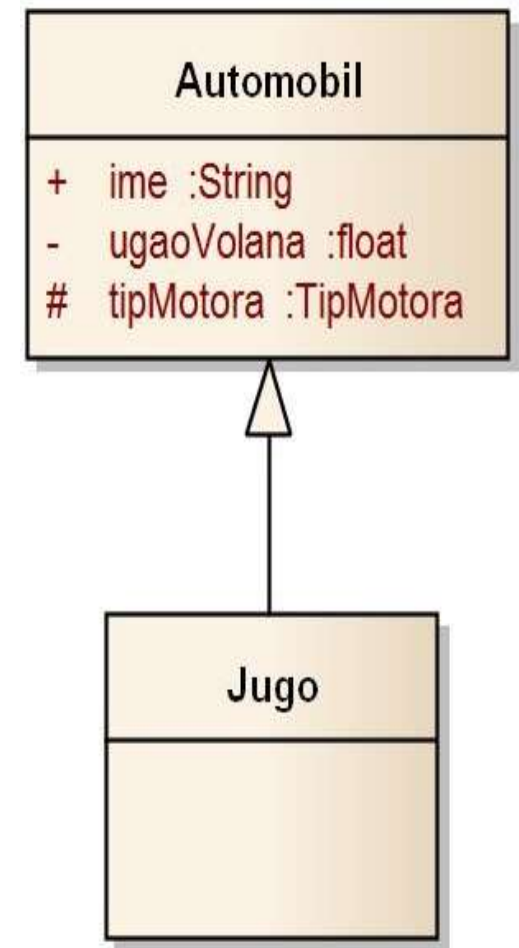 Automobil
+ ime :String
- ugaoVolana :float
# tipMotora :TipMotora
Jugo